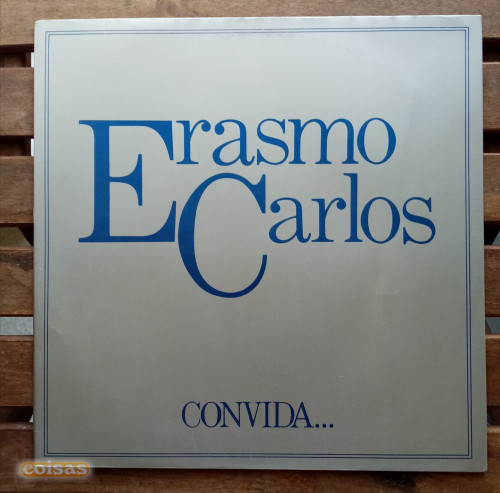 Erasmo
Carlos
CONVIDA...
coisas